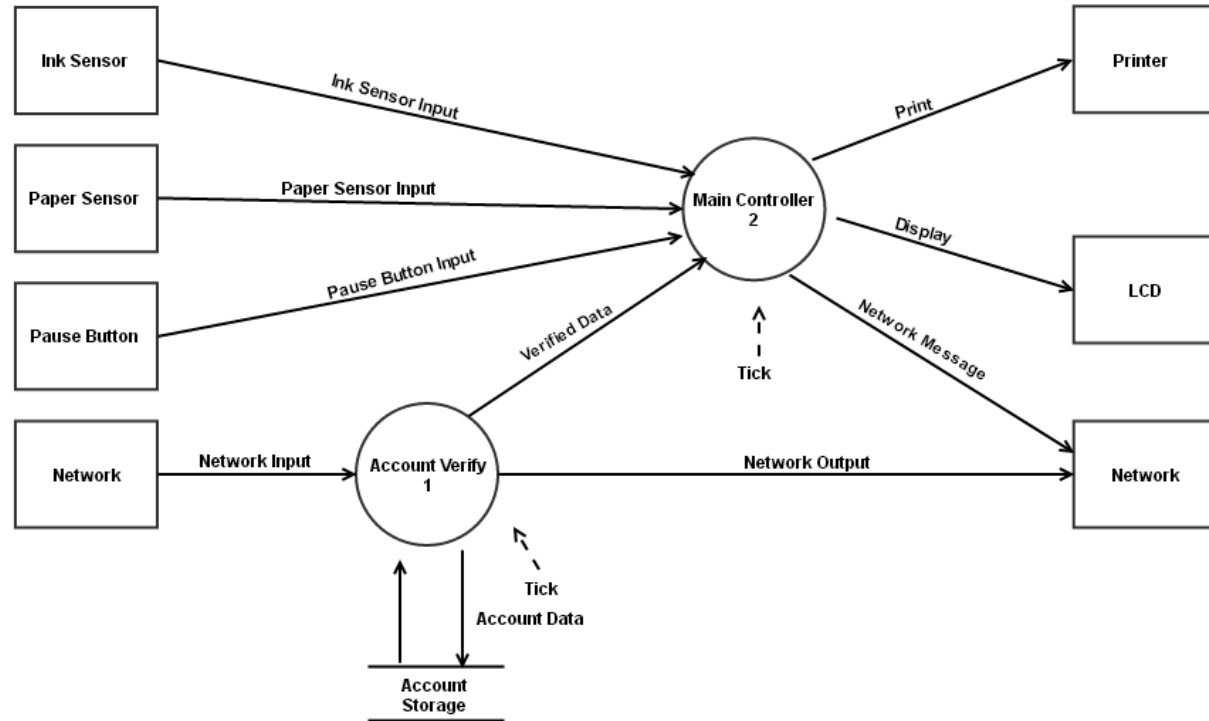 Ink Sensor
Ink Sensor Input
Printer
Print
Paper Sensor
Paper Sensor Input
Main Controller
2
Display
LCD
Pause Button
Pause Button Input
Verified Data
Network Message
Tick
Network
Network Input
Account Verify
1
Network Output
Network
Tick
Account Data
Account
Storage